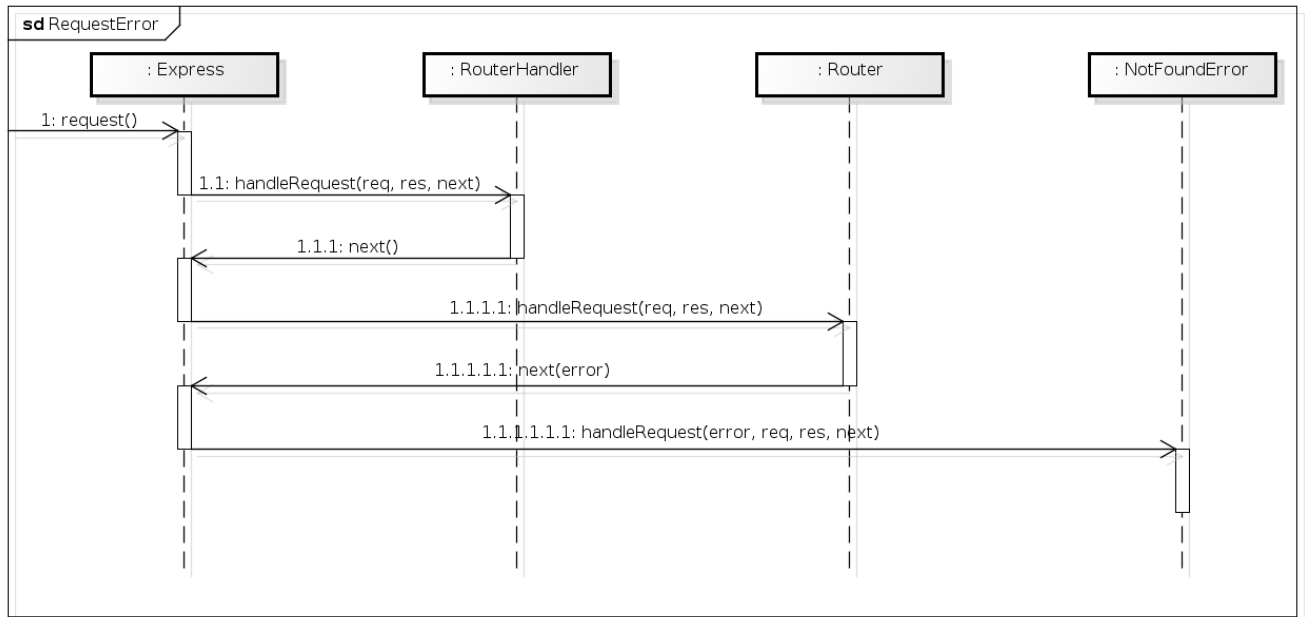 sd RequestError
: Express
: RouterHandler
: Router
: NotFoundError
1: request()
1.1: handleRequest(req, res, next)
1.1.1: next()
1.1.1.1: handleRequest(req, res, next)
1.1.1.1.1: next(error)
1.1.1.1.1.1: handleRequest(error, req, res, next)